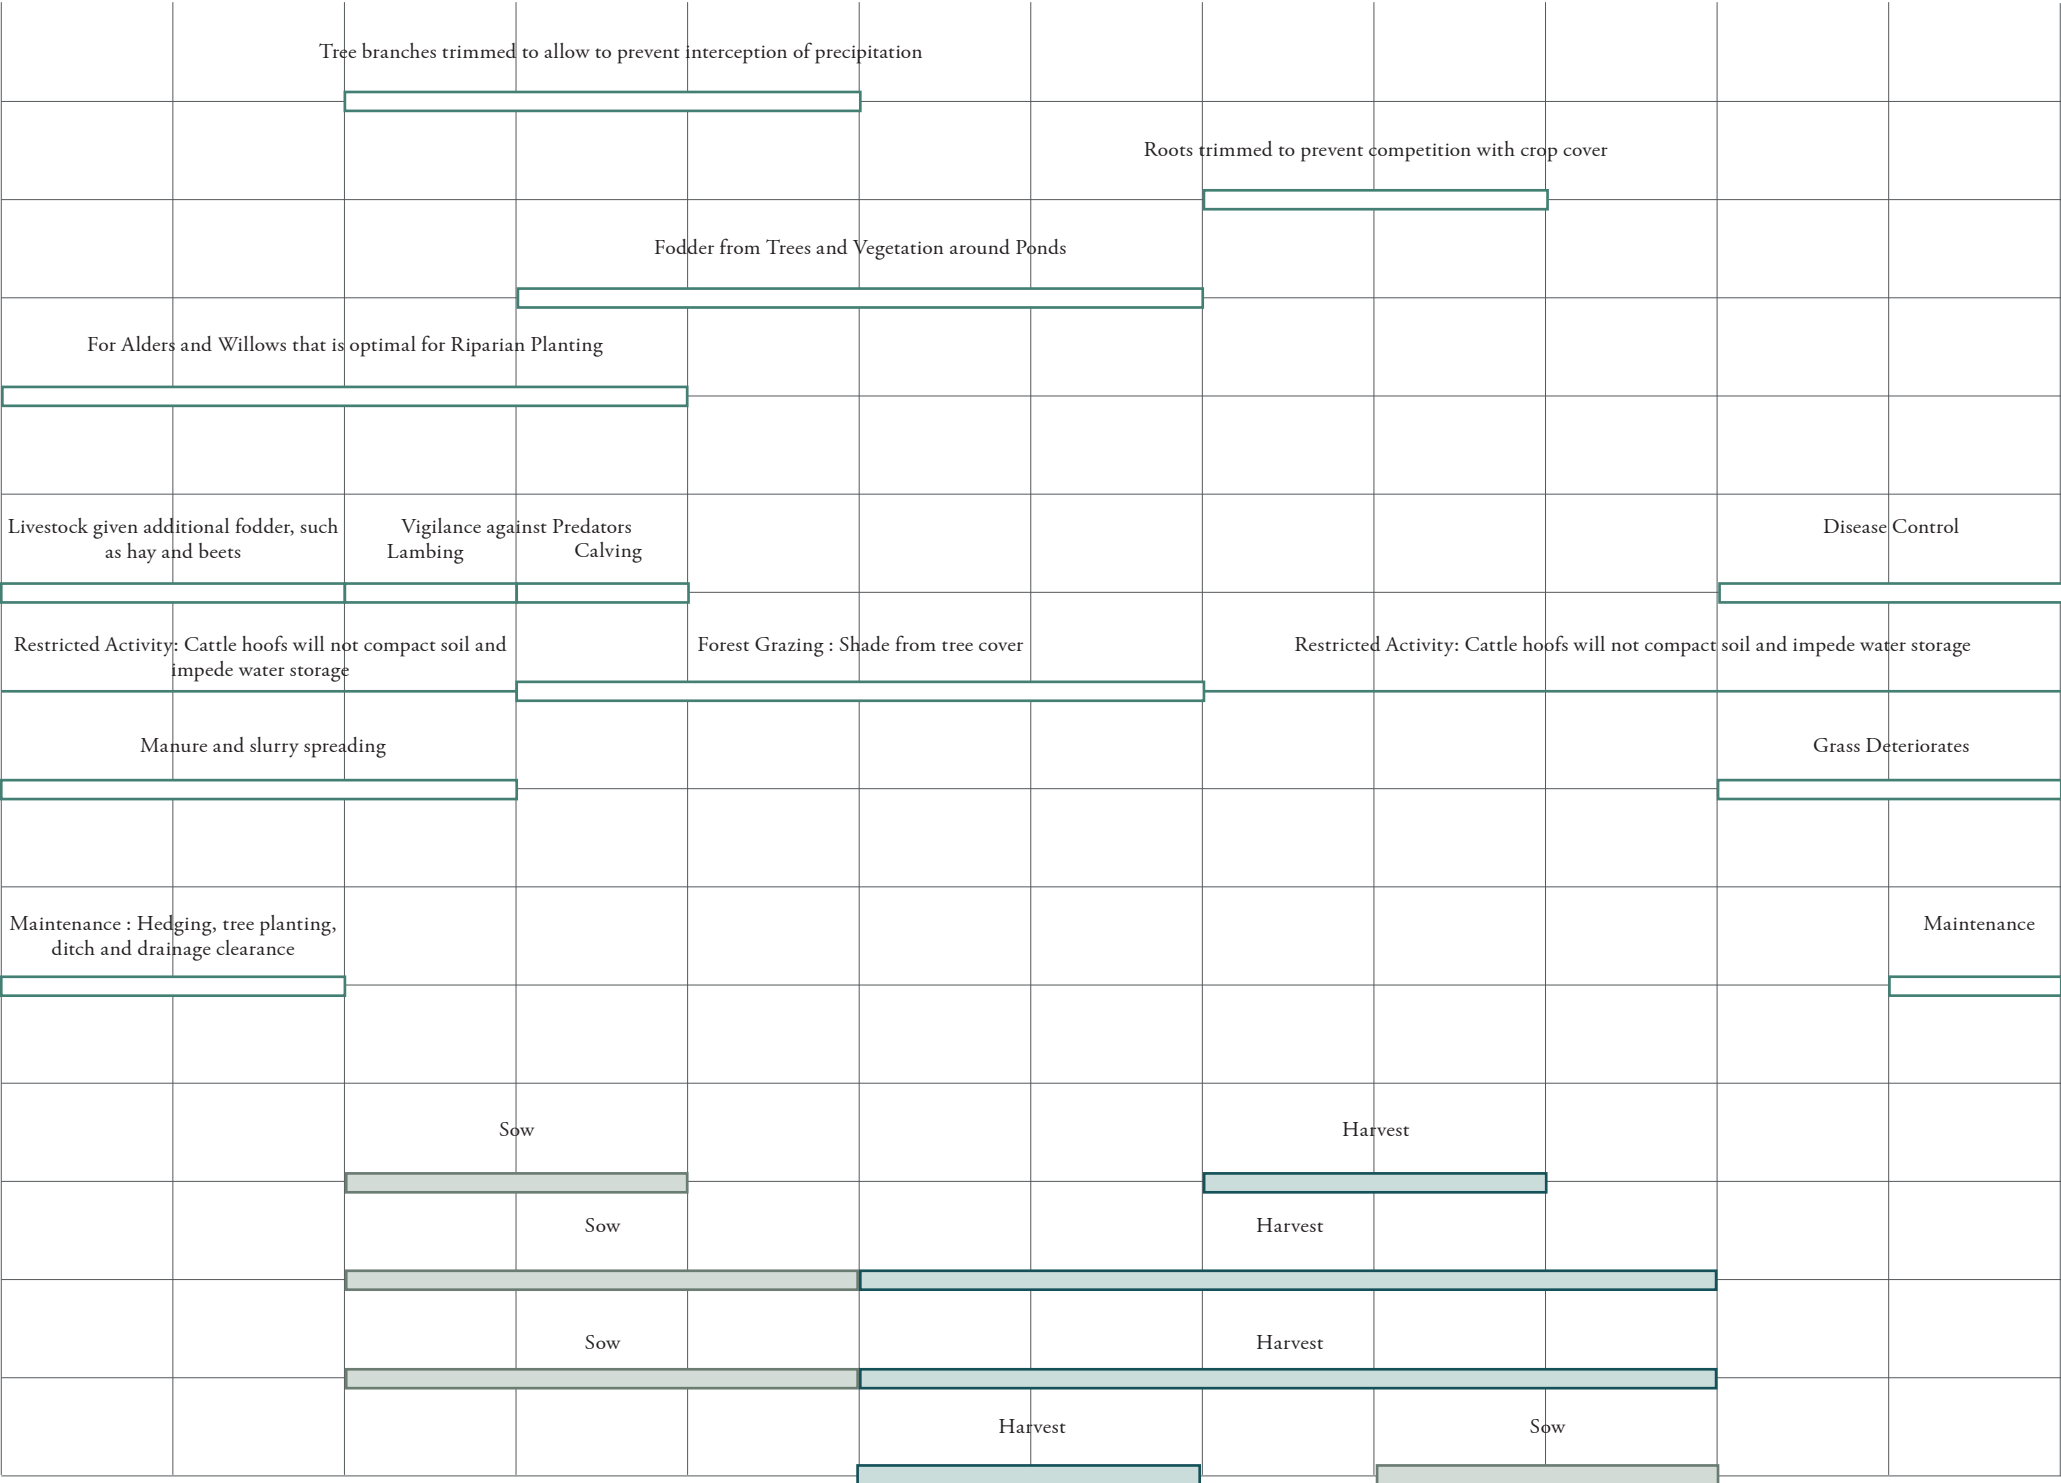 Tree branches trimmed to allow to prevent interception of precipitation
Roots trimmed to prevent competition with crop cover
Fodder from Trees and Vegetation around Ponds
For Alders and Willows that is optimal for Riparian Planting
Livestock given additional fodder, such
as hay and beets
Vigilance against Predators
Lambing
Calving
Disease Control
Restricted Activity: Cattle hoofs will not compact soil and
impede water storage
Forest Grazing : Shade from tree cover
Restricted Activity: Cattle hoofs will not compact soil and impede water storage
Manure and slurry spreading
Grass Deteriorates
Maintenance : Hedging, tree planting,
ditch and drainage clearance
Maintenance
Sow
Harvest
Sow
Harvest
Sow
Harvest
Harvest
Sow